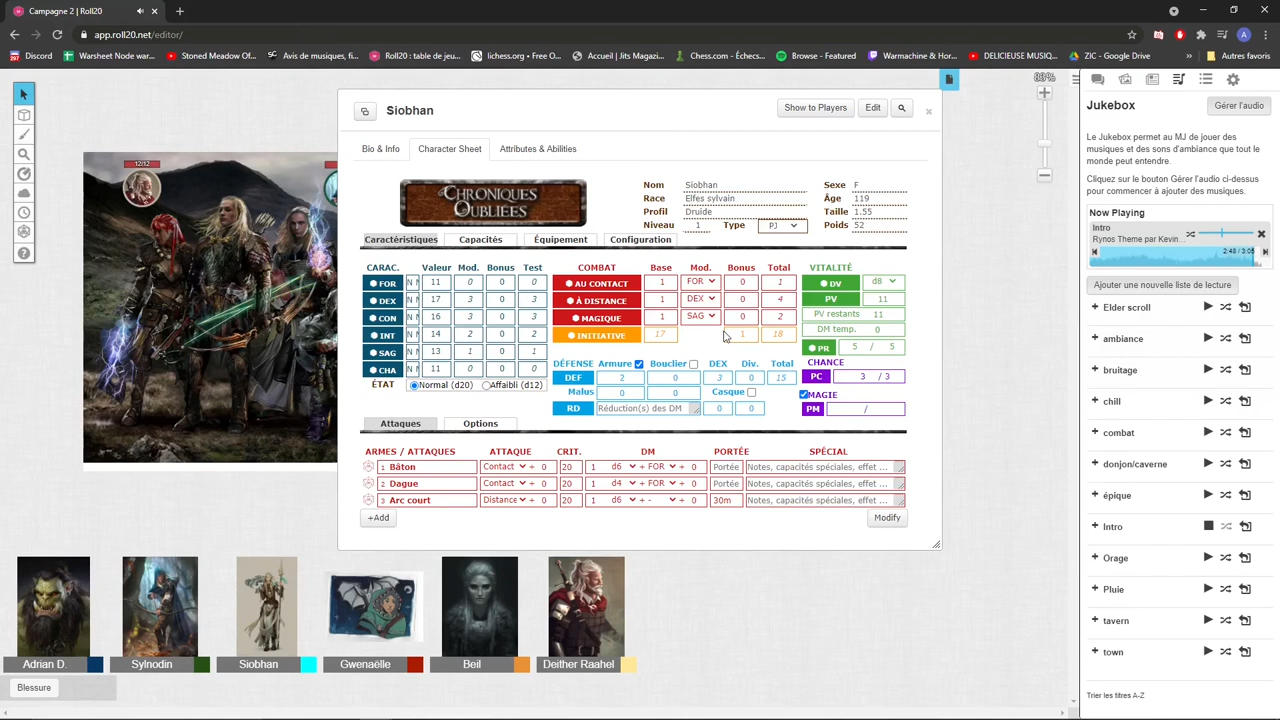 Campagne 2 | Roll20
app.roll20.net/editor/
Discord
Warsheet Node war...
Stoned Meadow Of...
Avis de musiques, fi...
Roll20 : table de jeu...
lichess.org • Free O...
Accueil | Jits Magazi...
Chess.com - Échecs...
Spotify - Featured
Warmachine & Hor...
DELICIEUSE MUSIQ...
ZIC - Google Drive
Autres favoris
83%
12/12
Siobhan
Show to Players
Edit
Bio & Info
Character Sheet
Attributes & Abilities
CHRONIQUES
OUBLIÉES
Nom Siobhan Sexe F
Race Elfes sylvain Âge 119
Profil Druide Taille 1.55
Niveau 1 Type PJ Poids 52
Caractéristiques Capacités Équipement Configuration
CARAC. Valeur Mod. Bonus Test
FOR N 11 0 0 0
DEX N 17 3 0 3
CON N 16 3 0 3
INT N 14 2 0 2
SAG N 13 1 0 1
CHA N 11 0 0 0
ÉTAT Normal (d20) Affaibli (d12)
COMBAT Base Mod. Bonus Total
AU CONTACT 1 FOR 0 1
À DISTANCE 1 DEX 0 4
MAGIQUE 1 SAG 0 2
INITIATIVE 17 1 18
DÉFENSE Armure Bouclier DEX Div. Total
DEF 2 0 3 0 15
Malus 0 0 Casque
RD Réduction(s) des DM 0 0
VITALITÉ
DV d8
PV 11
PV restants 11
DM temp. 0
PR 5 / 5
CHANCE
PC 3 / 3
MAGIE
PM /
Attaques Options
ARMES / ATTAQUES ATTAQUE CRIT. DM PORTÉE SPÉCIAL
1 Bâton Contact + 0 20 1 d6 + FOR + 0 Portée Notes, capacités spéciales, effet ...
2 Dague Contact + 0 20 1 d4 + FOR + 0 Portée Notes, capacités spéciales, effet ...
3 Arc court Distance + 0 20 1 d6 + - + 0 30m Notes, capacités spéciales, effet ...
+Add
Modify
Adrian D.
Sylnodin
Siobhan
Gwenaëlle
Beil
Deither Raahel
Blessure
Jukebox
Gérer l'audio
Le Jukebox permet au MJ de jouer des
musiques et des sons d'ambiance que tout le
monde peut entendre.
Cliquez sur le bouton Gérer l'audio ci-dessus
pour commencer à ajouter des musiques.
Now Playing
Intro
Rynos Theme par Kevin...
2:48 / 3:05
Ajouter une nouvelle liste de lecture
Elder scroll
ambiance
bruitage
chill
combat
donjon/caverne
épique
Intro
Orage
Pluie
tavern
town
Trier les titres A-Z